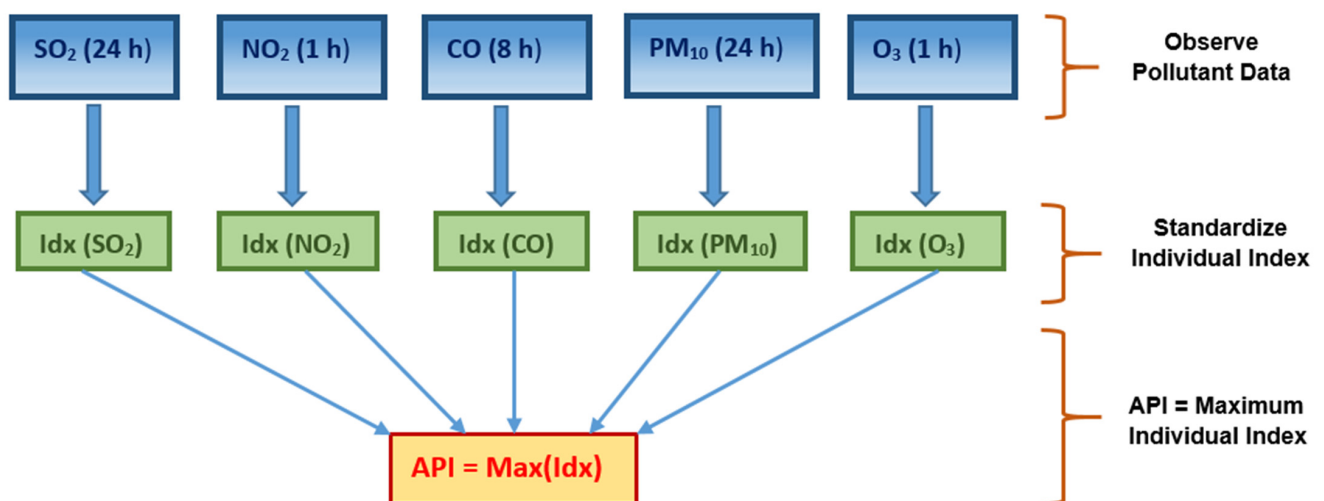 SO₂ (24 h)
NO₂ (1 h)
CO (8 h)
PM₁₀ (24 h)
O₃ (1 h)
Observe
Pollutant Data
Idx (SO₂)
Idx (NO₂)
Idx (CO)
Idx (PM₁₀)
Idx (O₃)
Standardize
Individual Index
API = Max(Idx)
API = Maximum
Individual Index